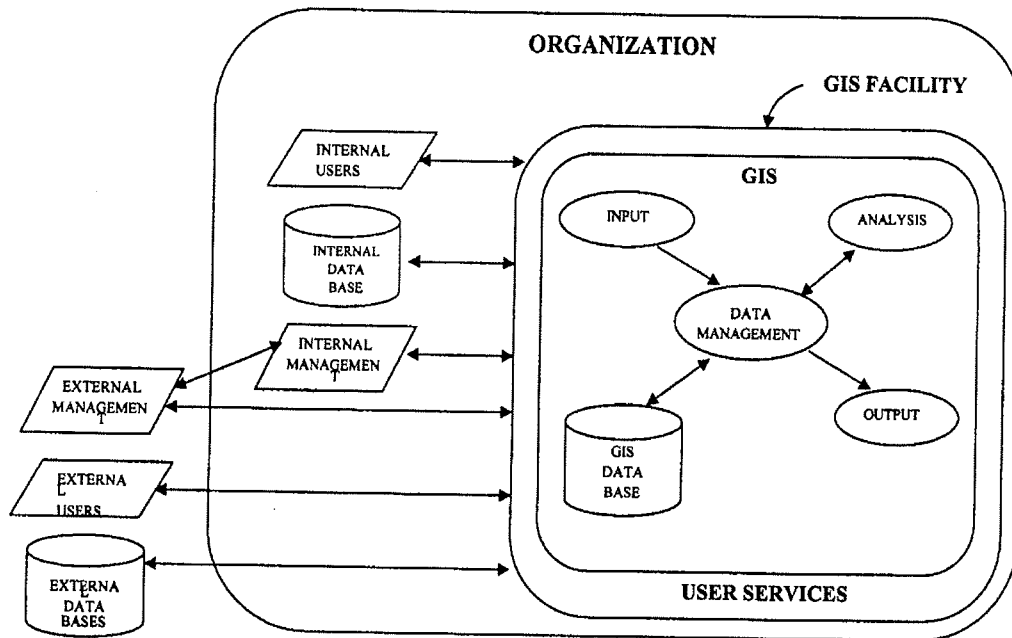 ORGANIZATION
GIS FACILITY
INTERNAL
USERS
INTERNAL
DATA
BASE
INTERNAL
MANAGEMEN
T
EXTERNAL
MANAGEMEN
T
EXTERNA
L
USERS
EXTERNA
L
DATA
BASES
GIS
INPUT
ANALYSIS
DATA
MANAGEMENT
OUTPUT
GIS
DATA
BASE
USER SERVICES